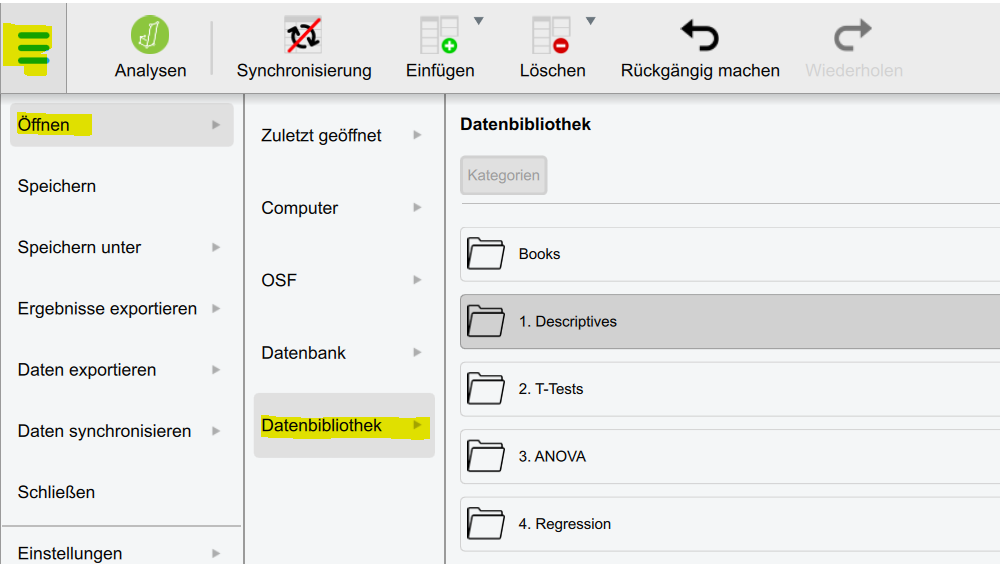 Analysen
Synchronisierung
Einfügen
Löschen
Rückgängig machen
Wiederholen
Öffnen
Speichern
Speichern unter
Ergebnisse exportieren
Daten exportieren
Daten synchronisieren
Schließen
Einstellungen
Zuletzt geöffnet
Computer
OSF
Datenbank
Datenbibliothek
Datenbibliothek
Kategorien
Books
1. Descriptives
2. T-Tests
3. ANOVA
4. Regression